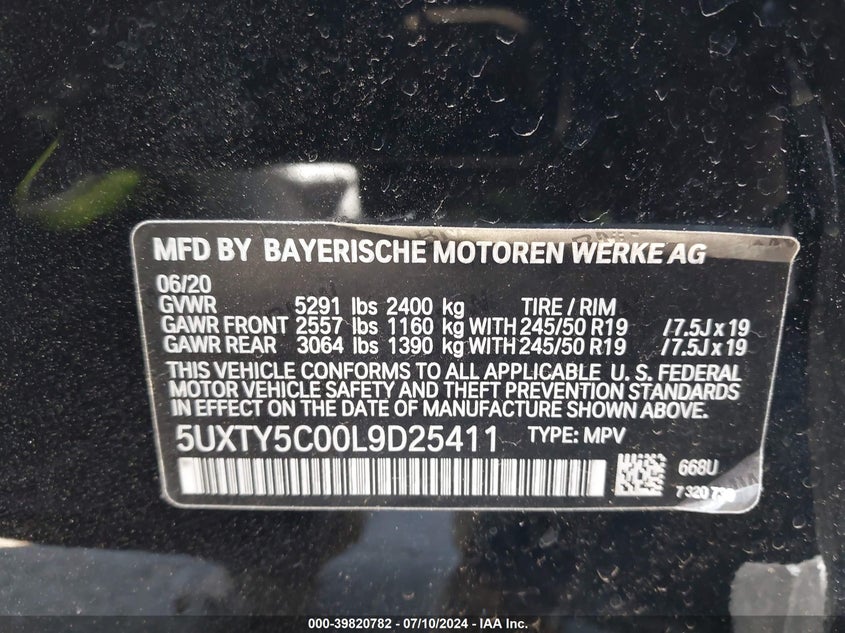 MFD BY BAYERISCHE MOTOREN WERKE AG
06/20
GVWR 5291 lbs 2400 kg TIRE / RIM
GAWR FRONT 2557 lbs 1160 kg WITH 245/50 R19 / 7.5J x 19
GAWR REAR 3064 lbs 1390 kg WITH 245/50 R19 / 7.5J x 19
THIS VEHICLE CONFORMS TO ALL APPLICABLE U. S. FEDERAL
MOTOR VEHICLE SAFETY AND THEFT PREVENTION STANDARDS
IN EFFECT ON THE DATE OF MANUFACTURE SHOWN ABOVE.
5UXTY5C00L9D25411 TYPE: MPV
668U
000-39820782 - 07/10/2024 - IAA Inc.